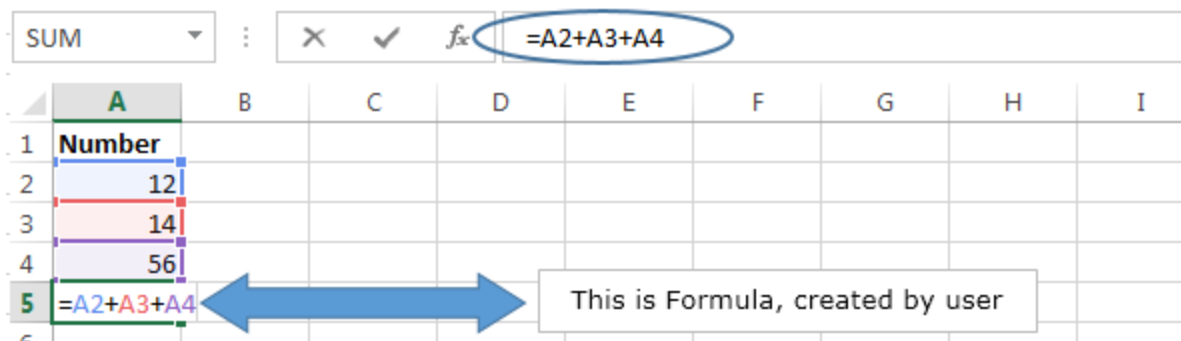 SUM fx =A2+A3+A4
A B C D E F G H I
1 Number
2 12
3 14
4 56
5 =A2+A3+A4 This is Formula, created by user